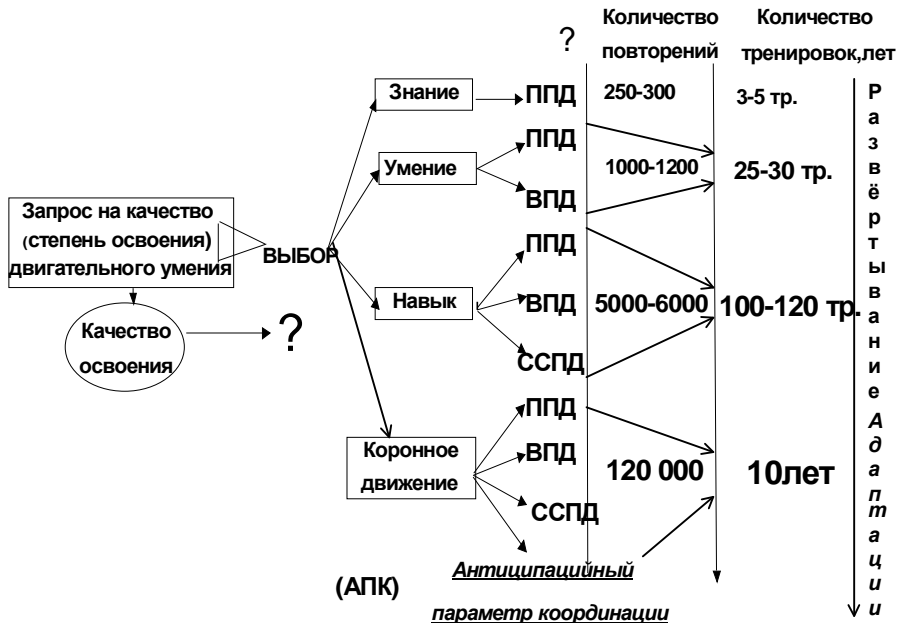 Количество
повторений
Количество
тренировок,лет
?
Знание
ППД
250-300
3-5 тр.
Умение
ППД
ВПД
1000-1200
25-30 тр.
Запрос на качество
(степень освоения)
двигательного умения
ВЫБОР
Качество
освоения
?
Навык
ППД
ВПД
ССПД
5000-6000
100-120 тр.
Коронное
движение
ППД
ВПД
ССПД
120 000
10лет
(АПК)
Антиципацийный
параметр координации
Развёртывание
Адаптации